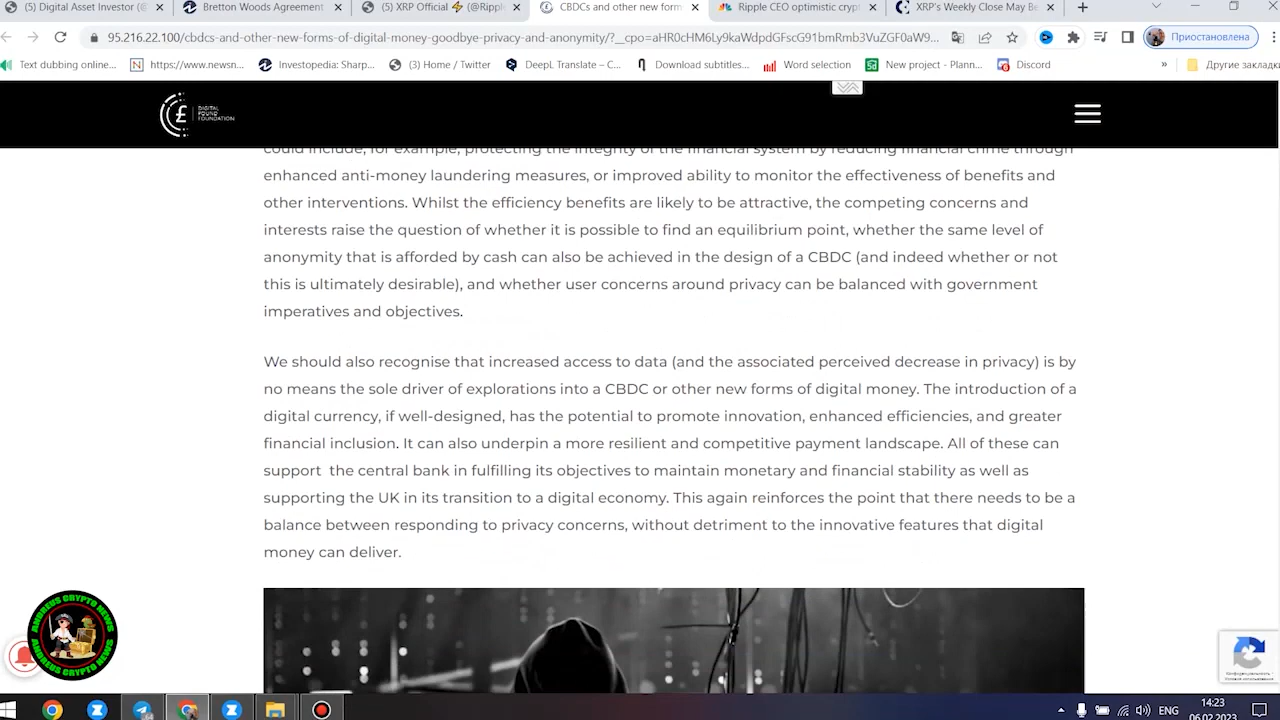 (5) Digital Asset Investor (@
Bretton Woods Agreement
(5) XRP Official ⚡ (@Rippl
CBDCs and other new form
Ripple CEO optimistic crypt
XRP's Weekly Close May Be
95.216.22.100/cbdcs-and-other-new-forms-of-digital-money-goodbye-privacy-and-anonymity/?__cpo=aHR0cHM6Ly9kaWdpdGFscG91bmRmb3VuZGF0aW9...
Приостановлена
Text dubbing online...
https://www.newsn...
Investopedia: Sharp...
(3) Home / Twitter
DeepL Translate – C...
Download subtitles...
Word selection
New project - Plann...
Discord
»
Другие закладки
DIGITAL
POUND
FOUNDATION
could include, for example, protecting the integrity of the financial system by reducing financial crime through
enhanced anti-money laundering measures, or improved ability to monitor the effectiveness of benefits and
other interventions. Whilst the efficiency benefits are likely to be attractive, the competing concerns and
interests raise the question of whether it is possible to find an equilibrium point, whether the same level of
anonymity that is afforded by cash can also be achieved in the design of a CBDC (and indeed whether or not
this is ultimately desirable), and whether user concerns around privacy can be balanced with government
imperatives and objectives.
We should also recognise that increased access to data (and the associated perceived decrease in privacy) is by
no means the sole driver of explorations into a CBDC or other new forms of digital money. The introduction of a
digital currency, if well-designed, has the potential to promote innovation, enhanced efficiencies, and greater
financial inclusion. It can also underpin a more resilient and competitive payment landscape. All of these can
support  the central bank in fulfilling its objectives to maintain monetary and financial stability as well as
supporting the UK in its transition to a digital economy. This again reinforces the point that there needs to be a
balance between responding to privacy concerns, without detriment to the innovative features that digital
money can deliver.
ANDREUS CRYPTO NEWS
ANDREUS CRYPTO NEWS
ENG
14:23
06.02.2023